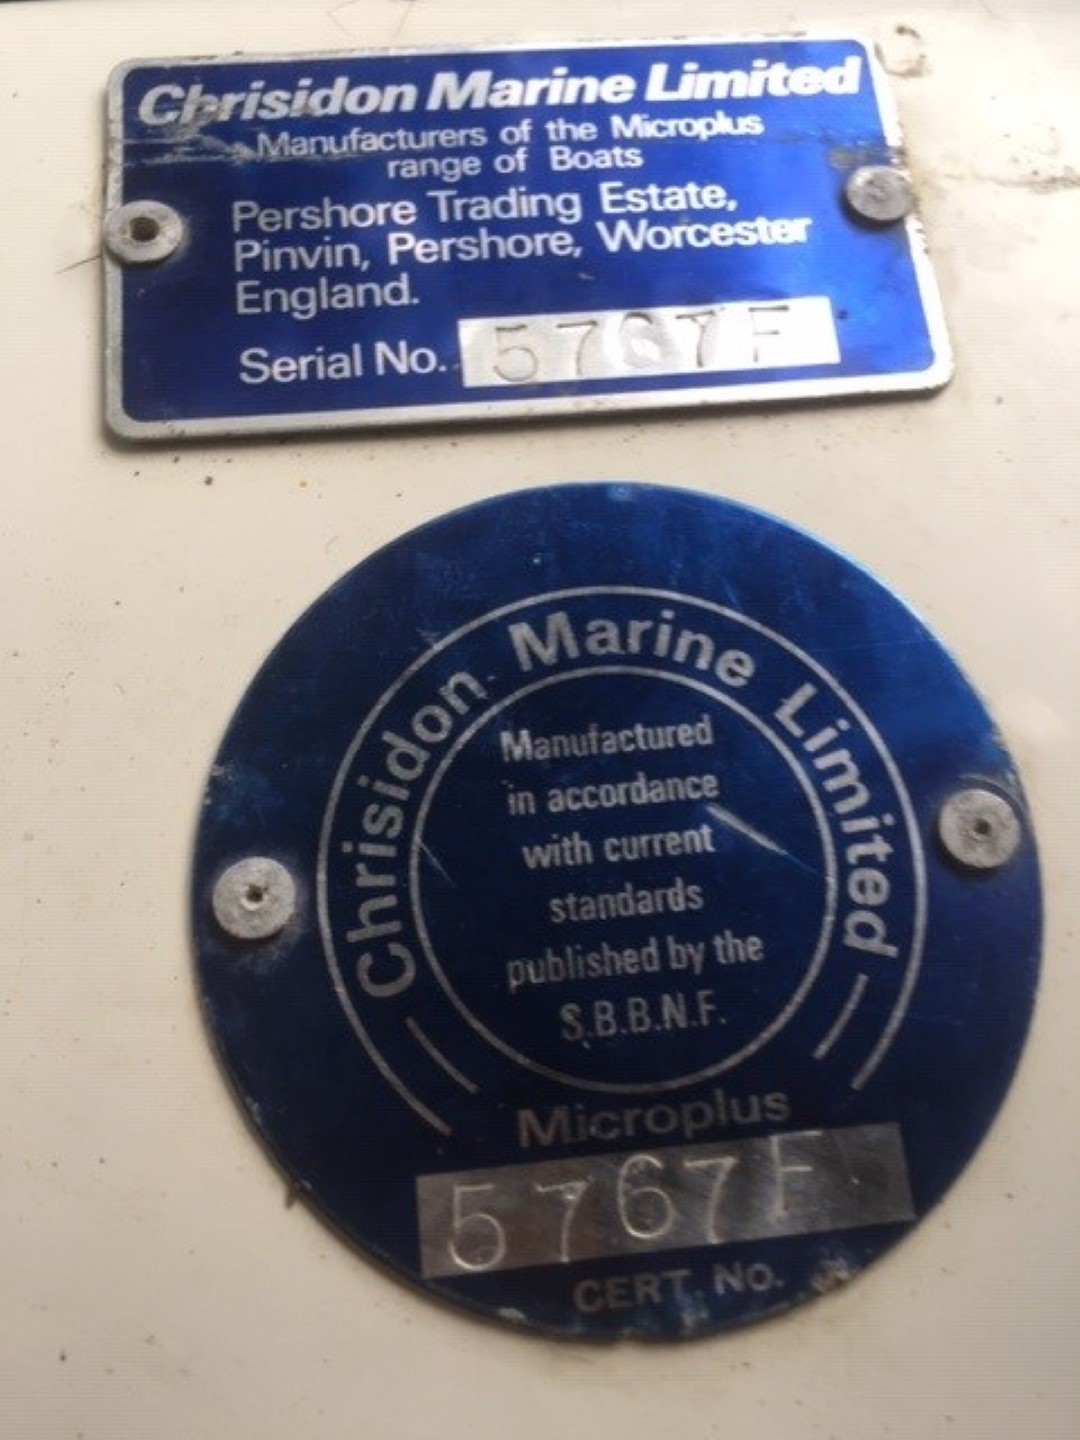 Chrisidon Marine Limited
Manufacturers of the Microplus
range of Boats
Pershore Trading Estate,
Pinvin, Pershore, Worcester
England.
Serial No. 5767F
Chrisidon Marine Limited
Manufactured
in accordance
with current
standards
published by the
S.B.B.N.F.
Microplus
5767F
CERT. No.